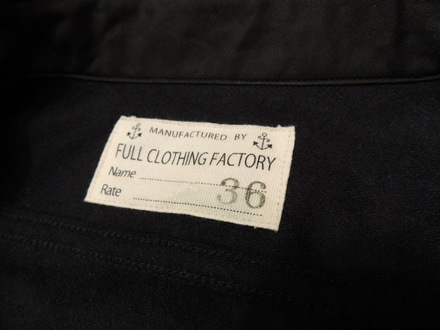 MANUFACTURED BY
FULL CLOTHING FACTORY
Name
36
Rate